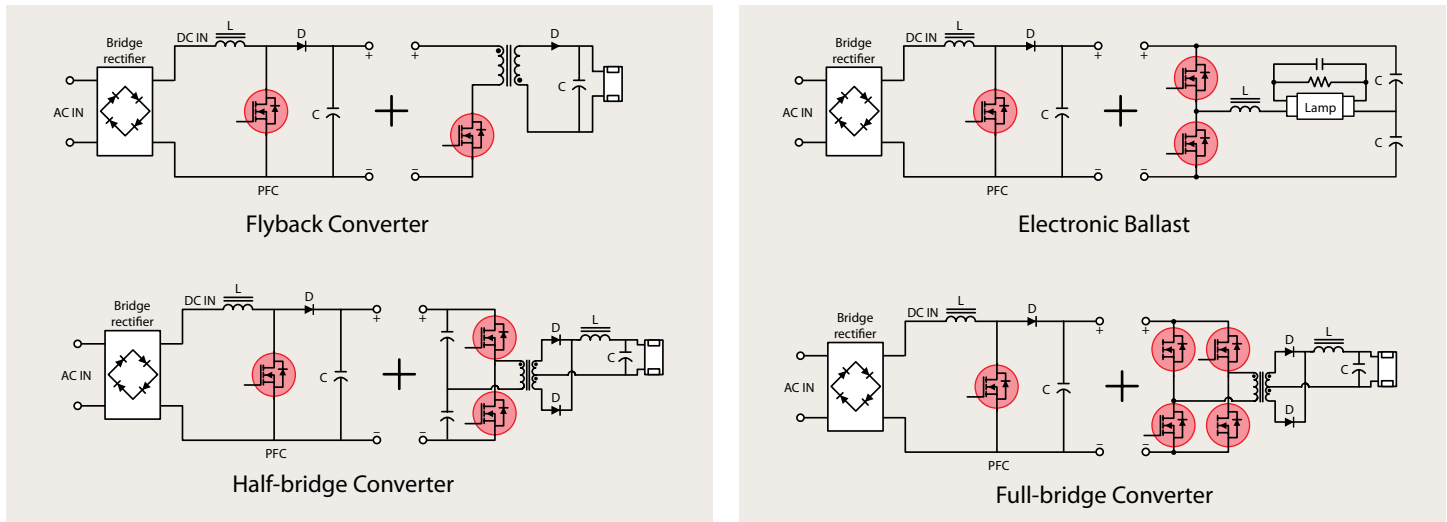 Bridge
rectifier
AC IN
DC IN
L
D
C
+
−
PFC
+
−
D
C
Flyback Converter
Bridge
rectifier
AC IN
DC IN
L
D
C
+
−
PFC
+
−
L
Lamp
C
C
Electronic Ballast
Bridge
rectifier
AC IN
DC IN
L
D
C
+
−
PFC
+
−
D
L
C
D
Half-bridge Converter
Bridge
rectifier
AC IN
DC IN
L
D
C
+
−
PFC
+
−
D
L
C
D
Full-bridge Converter